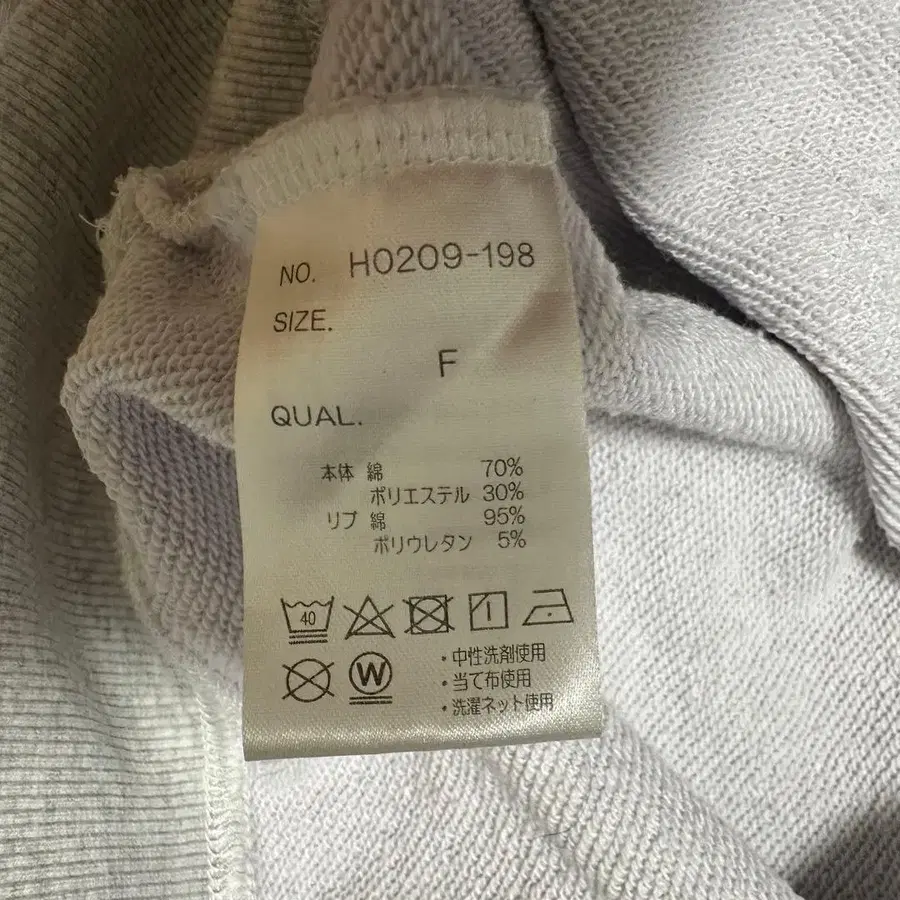 NO. H0209-198
SIZE.
F
QUAL.
本体 綿 70%
ポリエステル 30%
リブ 綿 95%
ポリウレタン 5%
40
W
・中性洗剤使用
・当て布使用
・洗濯ネット使用